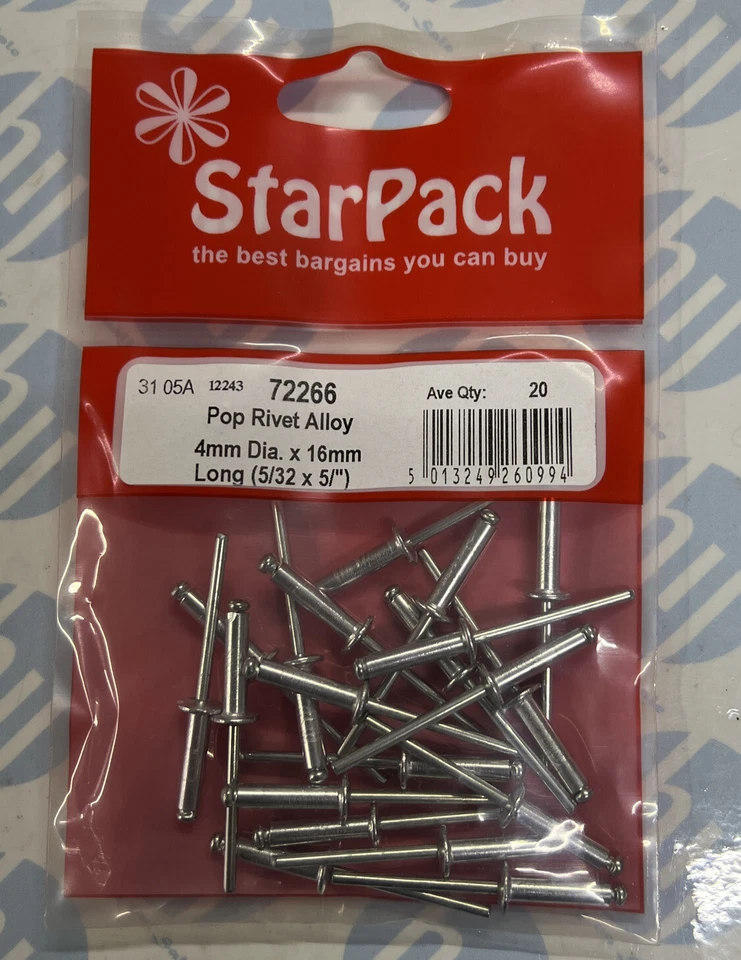 StarPack
the best bargains you can buy
31 05A 12243 72266 Ave Qty: 20
Pop Rivet Alloy
4mm Dia. x 16mm
Long (5/32 x 5/")
5 013249 260994